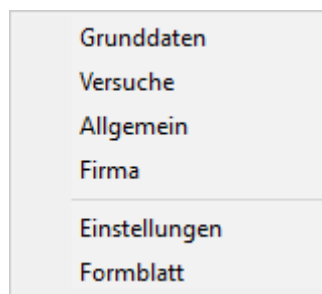 Grunddaten
Versuche
Allgemein
Firma
Einstellungen
Formblatt